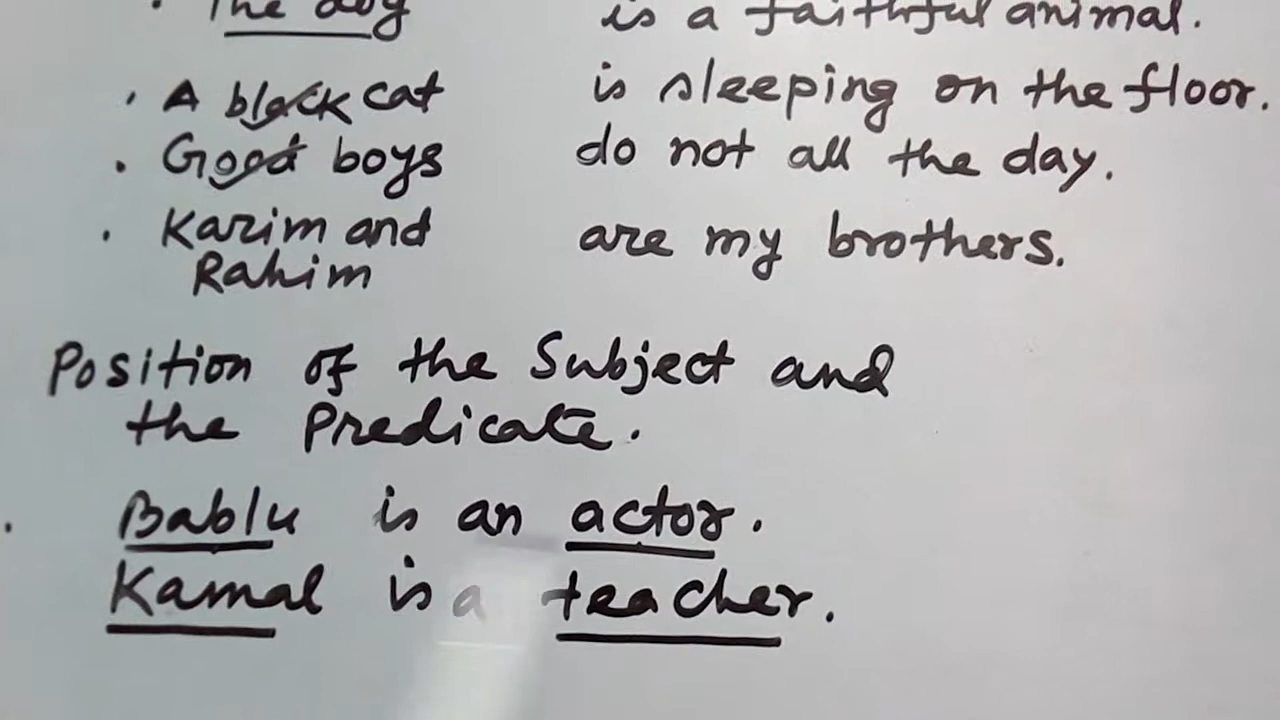 The dog is a faithful animal.
. A black cat is sleeping on the floor.
. Good boys do not all the day.
. Karim and are my brothers.
Rahim
Position of the Subject and
the Predicate.
. Bablu is an actor.
Kamal is a teacher.